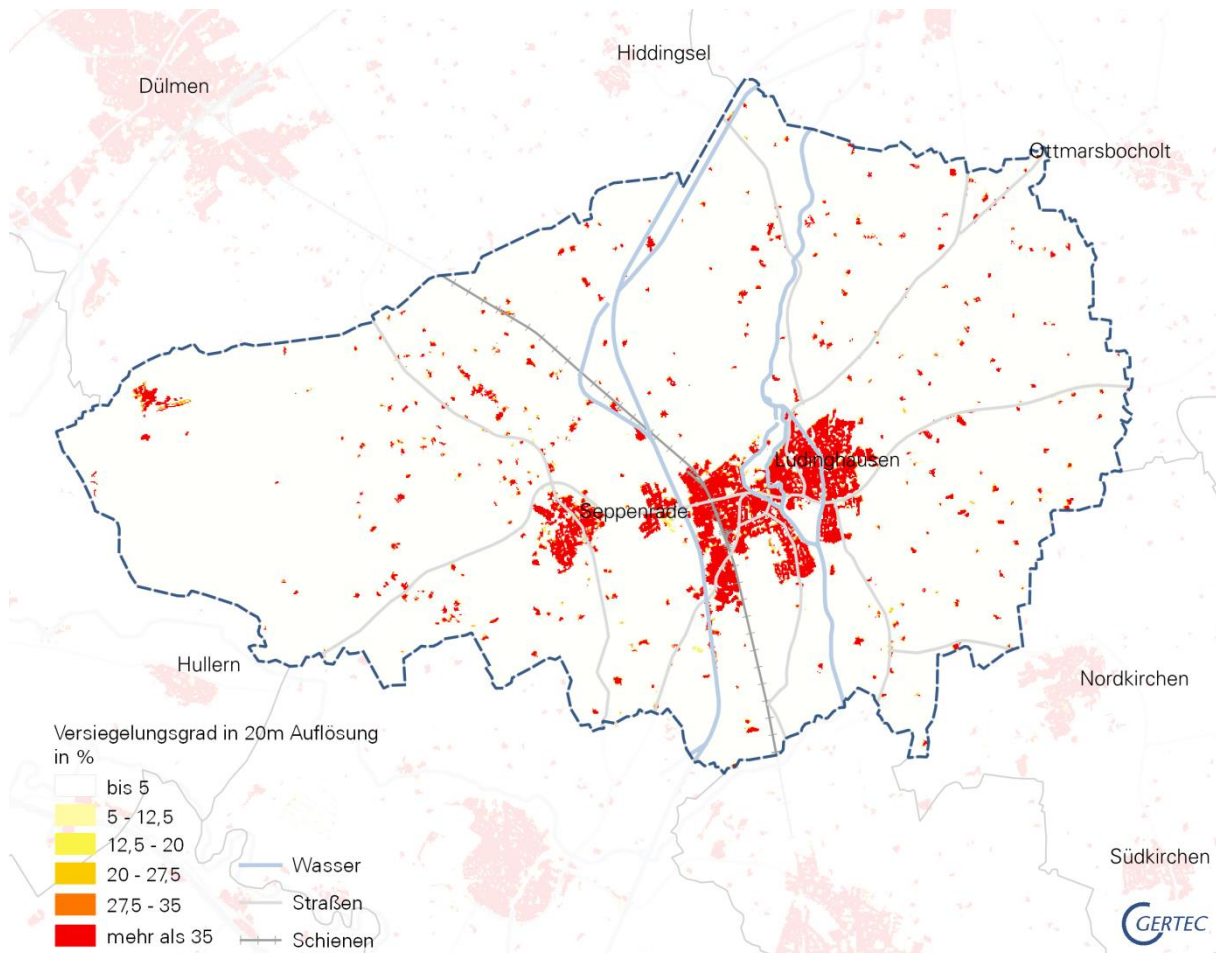 Hiddingsel
Dülmen
Ottmarsbocholt
Lüdinghausen
Seppenrade
Hullern
Nordkirchen
Versiegelungsgrad in 20m Auflösung
in %
bis 5
5 - 12,5
12,5 - 20
20 - 27,5
27,5 - 35
mehr als 35
Wasser
Straßen
Schienen
Südkirchen
GERTEC